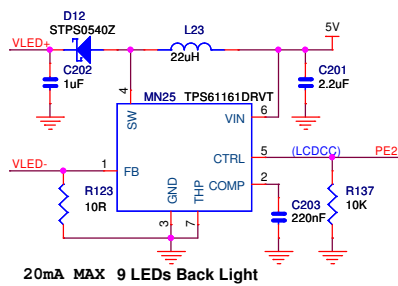 D12
STPS0540Z
L23
5V
VLED+
22uH
C202
1uF
C201
2.2uF
4
MN25 TPS61161DRVT
SW
VIN
6
CTRL
5
(LCDCC)
PE2
VLED-
1
FB
COMP
2
R123
10R
GND
THP
C203
220nF
R137
10K
3
7
20mA MAX 9 LEDs Back Light